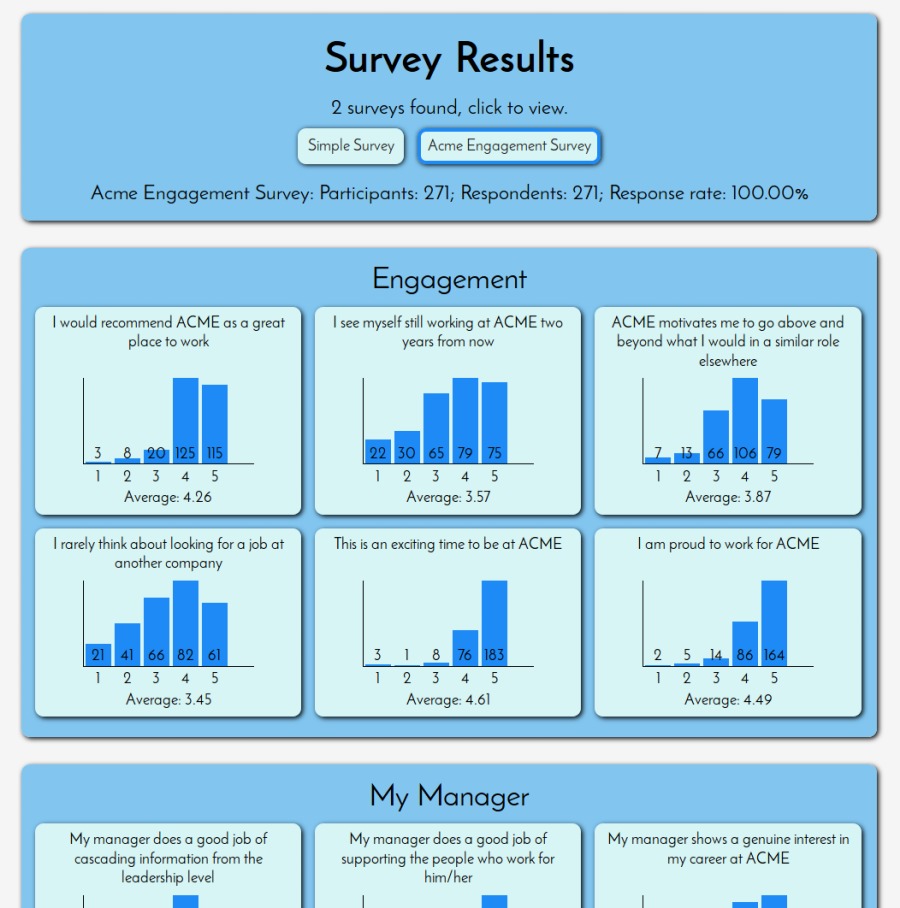 Survey Results
2 surveys found, click to view.
Simple Survey
Acme Engagement Survey
Acme Engagement Survey: Participants: 271; Respondents: 271; Response rate: 100.00%
Engagement
I would recommend ACME as a great
place to work
3 8 20 125 115
1 2 3 4 5
Average: 4.26
I see myself still working at ACME two
years from now
22 30 65 79 75
1 2 3 4 5
Average: 3.57
ACME motivates me to go above and
beyond what I would in a similar role
elsewhere
7 13 66 106 79
1 2 3 4 5
Average: 3.87
I rarely think about looking for a job at
another company
21 41 66 82 61
1 2 3 4 5
Average: 3.45
This is an exciting time to be at ACME
3 1 8 76 183
1 2 3 4 5
Average: 4.61
I am proud to work for ACME
2 5 14 86 164
1 2 3 4 5
Average: 4.49
My Manager
My manager does a good job of
cascading information from the
leadership level
My manager does a good job of
supporting the people who work for
him/her
My manager shows a genuine interest in
my career at ACME